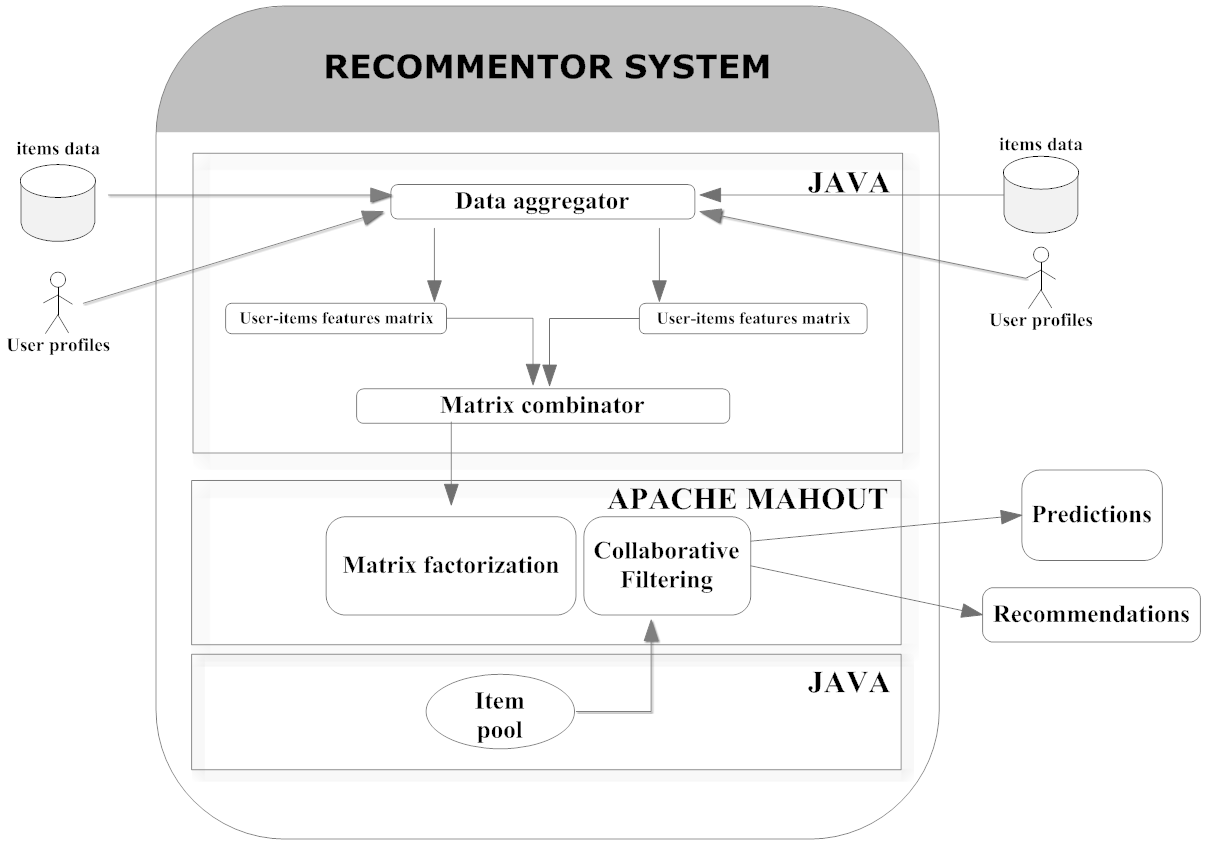 RECOMMENTOR SYSTEM
items data
items data
JAVA
Data aggregator
User profiles
User profiles
User-items features matrix
User-items features matrix
Matrix combinator
APACHE MAHOUT
Matrix factorization
Collaborative
Filtering
Predictions
Recommendations
JAVA
Item
pool